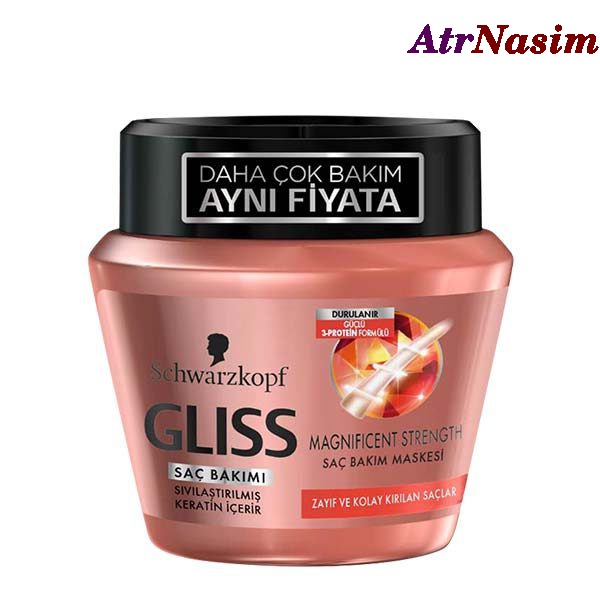 AtrNasim
DAHA ÇOK BAKIM
AYNI FİYATA
DURULANIR
GÜÇLÜ
3-PROTEİN FORMÜLÜ
Schwarzkopf
GLISS
SAÇ BAKIMI
SIVILAŞTIRILMIŞ
KERATİN İÇERİR
MAGNIFICENT STRENGTH
SAÇ BAKIM MASKESİ
ZAYIF VE KOLAY KIRILAN SAÇLAR